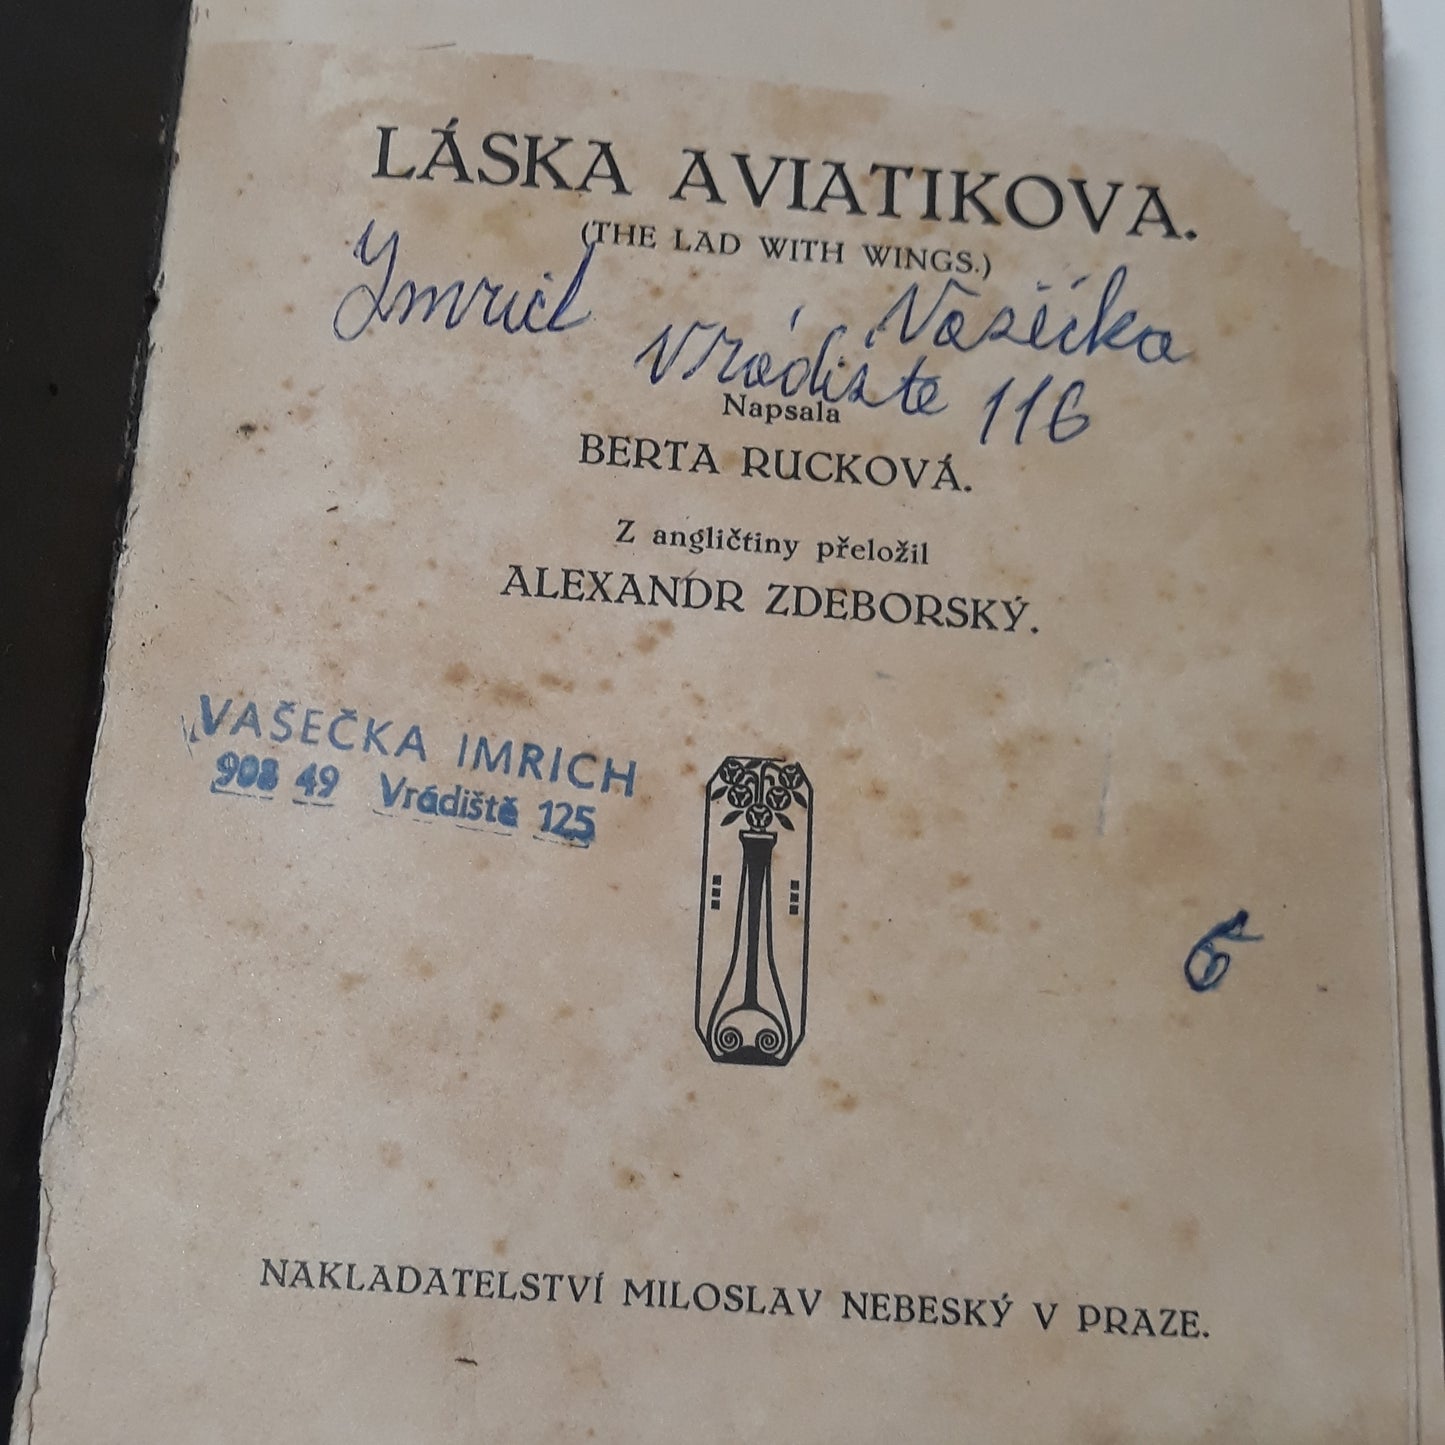 LÁSKA AVIATIKOVA.
(THE LAD WITH WINGS.)
Imrich Vašečka
Vrádište 116
Napsala
BERTA RUCKOVÁ.
Z angličtiny přeložil
ALEXANDR ZDEBORSKÝ.
VAŠEČKA IMRICH
908 49 Vrádiště 125
NAKLADATELSTVÍ MILOSLAV NEBESKÝ V PRAZE.